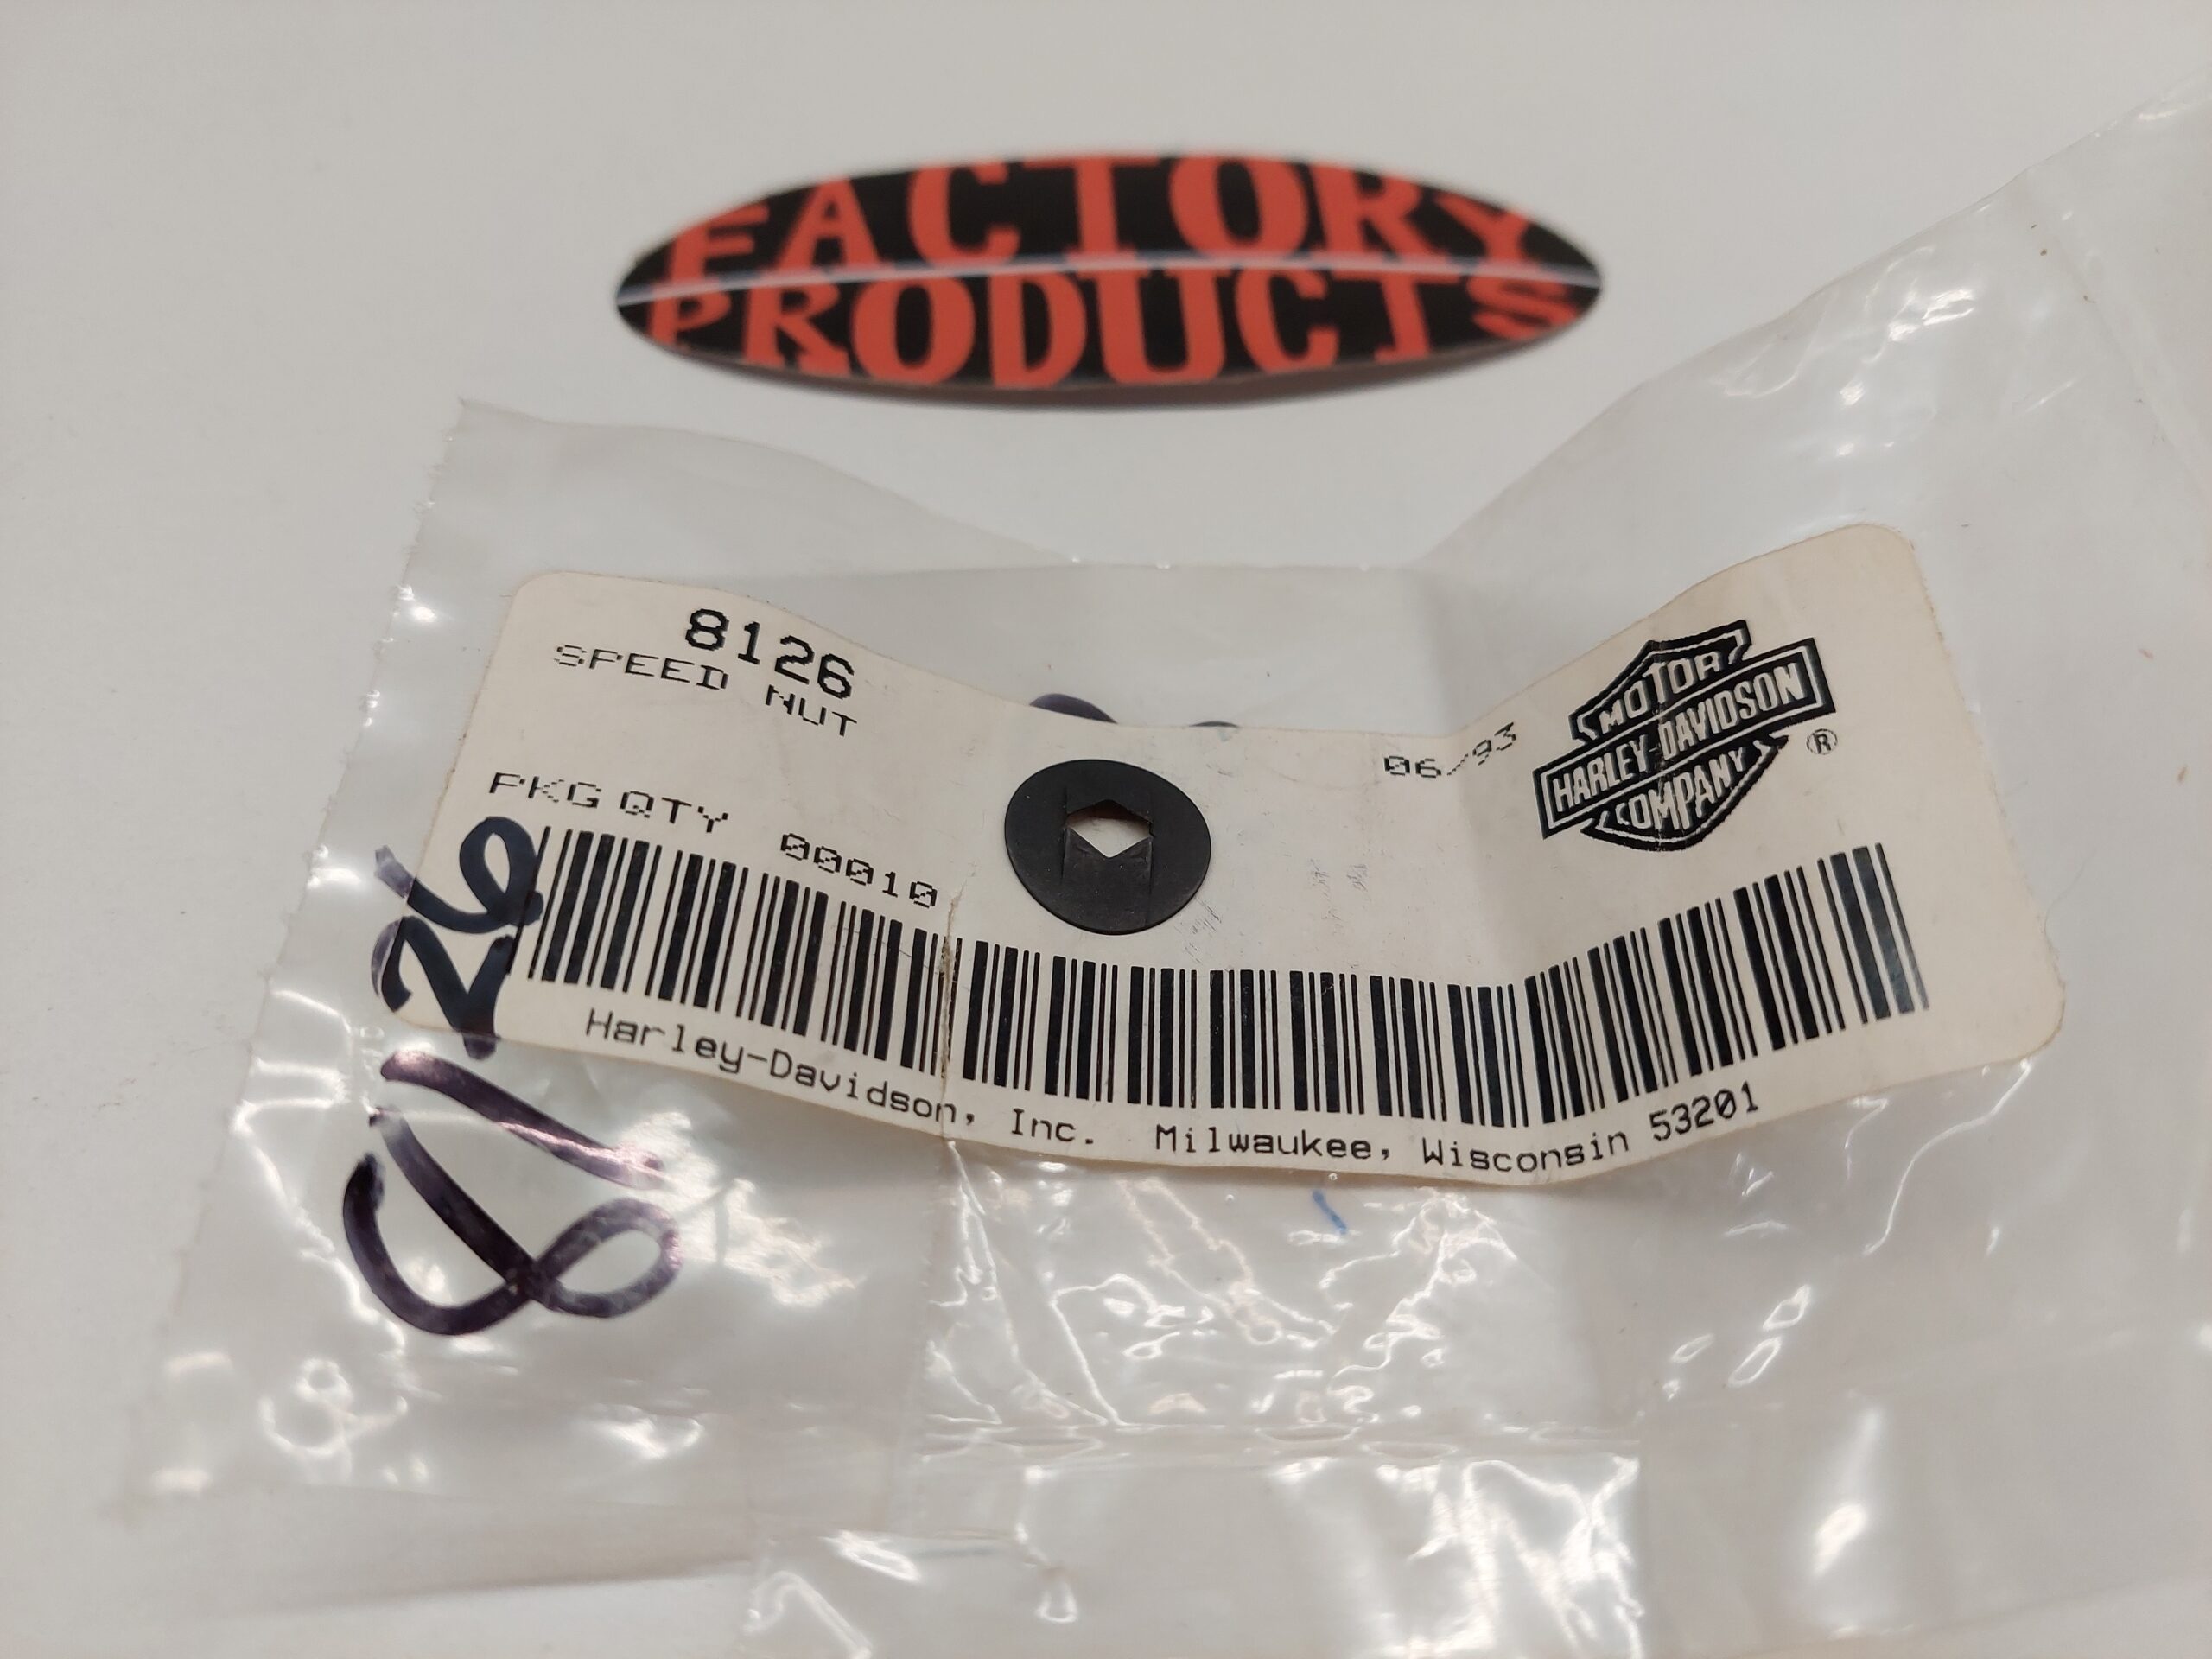 FACTORY
PRODUCTS
8126
SPEED NUT
06/93
MOTOR
HARLEY-DAVIDSON
COMPANY
®
PKG QTY 00010
Harley-Davidson, Inc. Milwaukee, Wisconsin 53201
8126